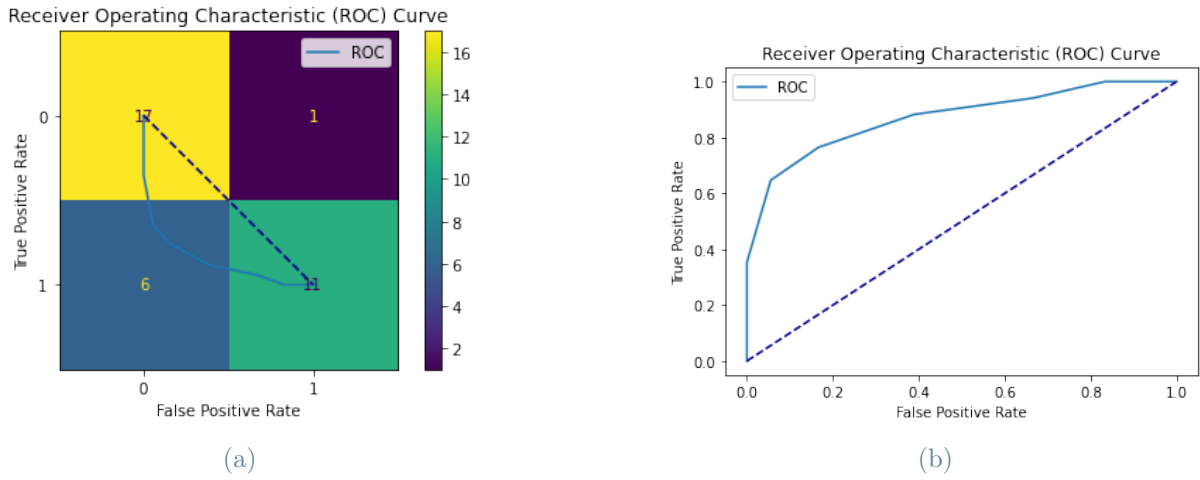 Receiver Operating Characteristic (ROC) Curve
ROC
17
1
6
11
0
1
True Positive Rate
0
1
False Positive Rate
16
14
12
10
8
6
4
2
(a)
Receiver Operating Characteristic (ROC) Curve
ROC
1.0
0.8
0.6
0.4
0.2
0.0
True Positive Rate
0.0 0.2 0.4 0.6 0.8 1.0
False Positive Rate
(b)